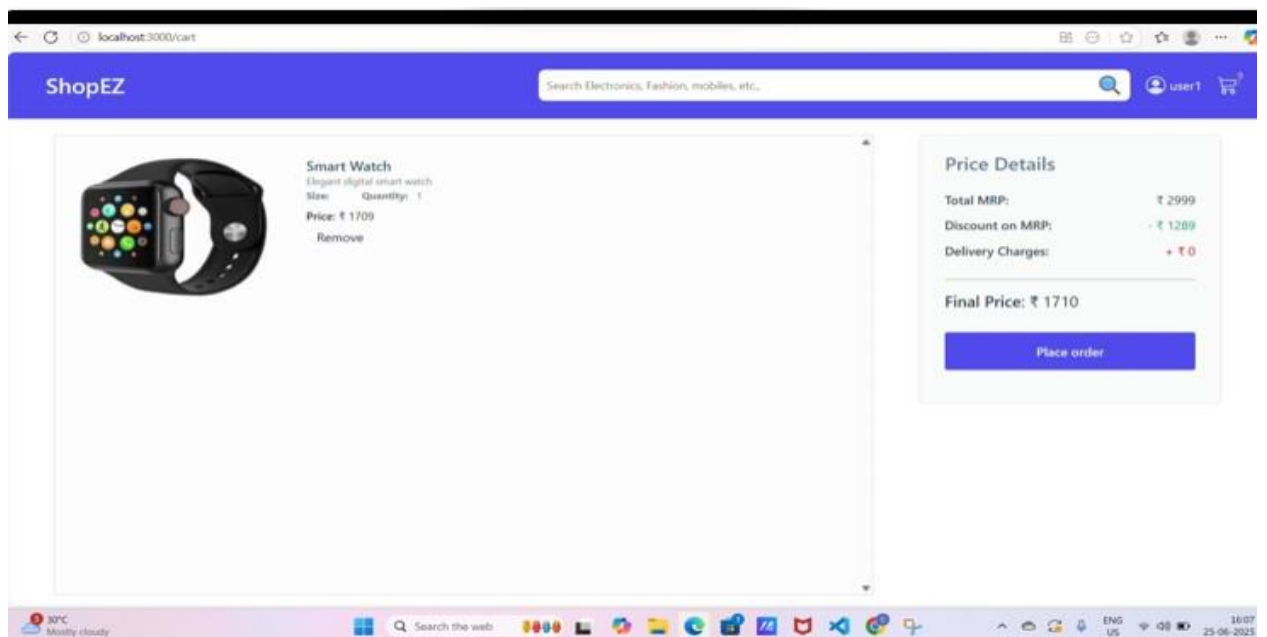 localhost:3000/cart
ShopEZ
Search Electronics, Fashion, mobiles, etc.,
user1
Smart Watch
Elegant digital smart watch
Size: Quantity: 1
Price: ₹ 1709
Remove
Price Details
Total MRP: ₹ 2999
Discount on MRP: - ₹ 1289
Delivery Charges: + ₹ 0
Final Price: ₹ 1710
Place order
30°C
Mostly cloudy
Search the web
ENG
US
16:07
25-06-2025